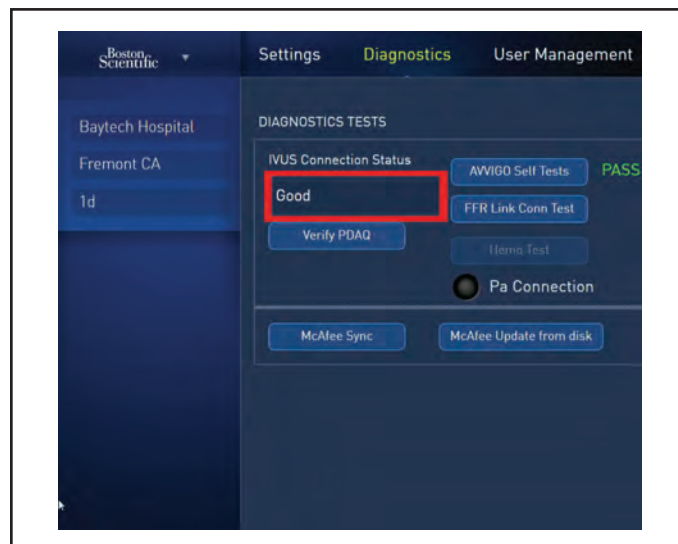 Boston
Scientific
Settings Diagnostics User Management
Baytech Hospital
Fremont CA
1d
DIAGNOSTICS TESTS
IVUS Connection Status
Good
Verify PDAQ
AVVIGO Self Tests PASS
FFR Link Conn Test
Hemo Test
Pa Connection
McAfee Sync McAfee Update from disk